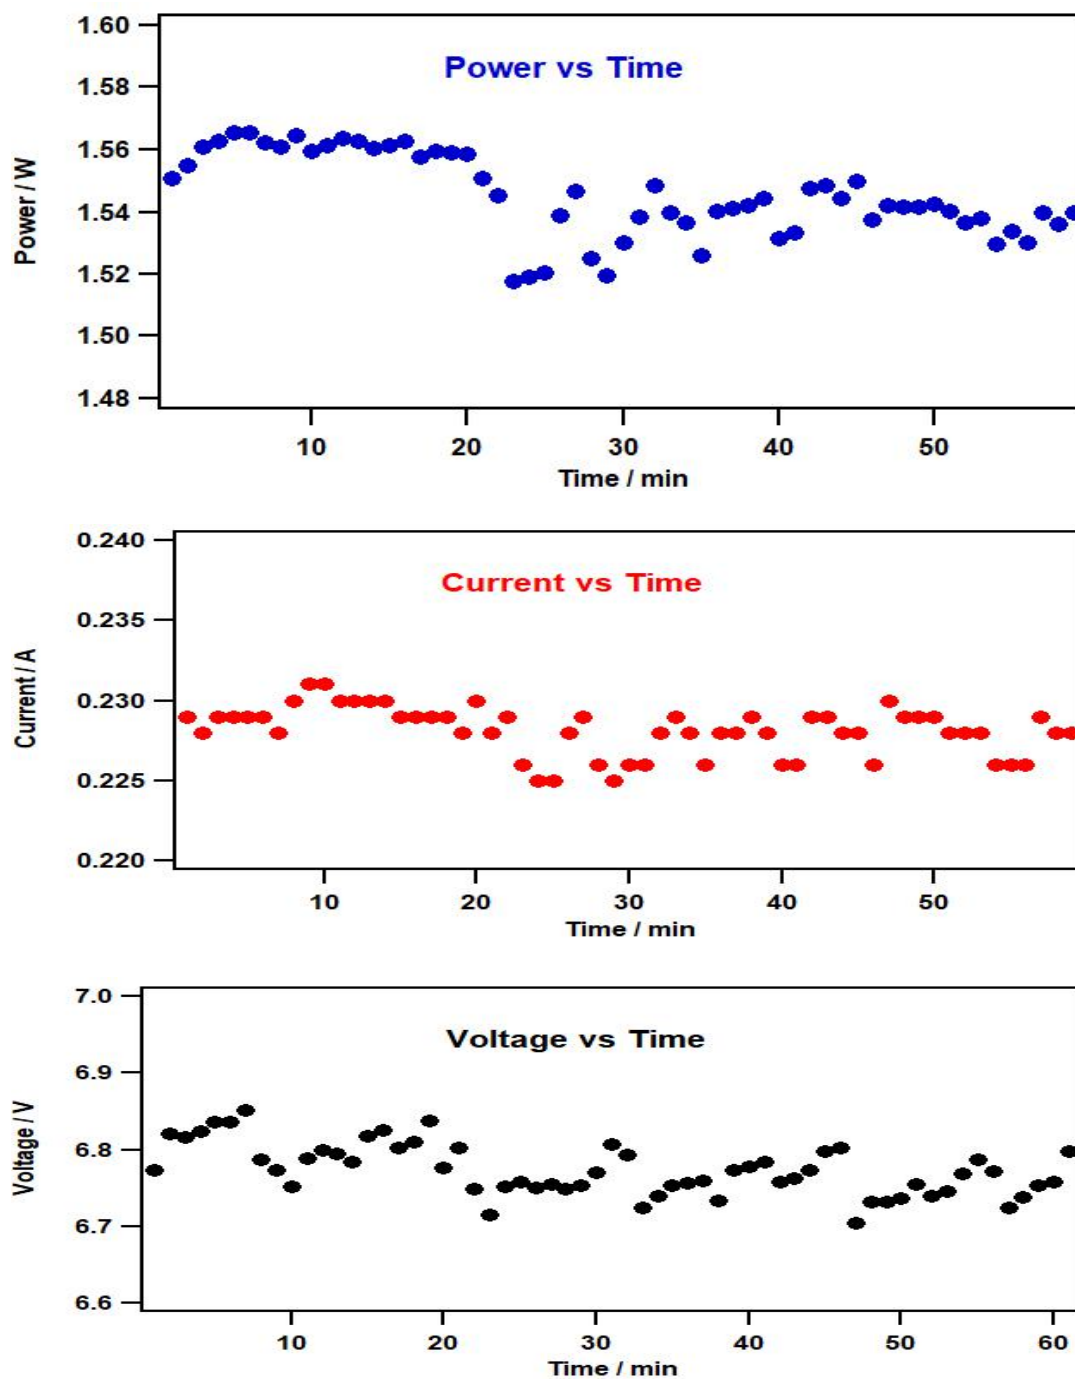 Power vs Time
Power / W
1.60
1.58
1.56
1.54
1.52
1.50
1.48
10 20 30 40 50
Time / min
Current vs Time
Current / A
0.240
0.235
0.230
0.225
0.220
10 20 30 40 50
Time / min
Voltage vs Time
Voltage / V
7.0
6.9
6.8
6.7
6.6
10 20 30 40 50 60
Time / min